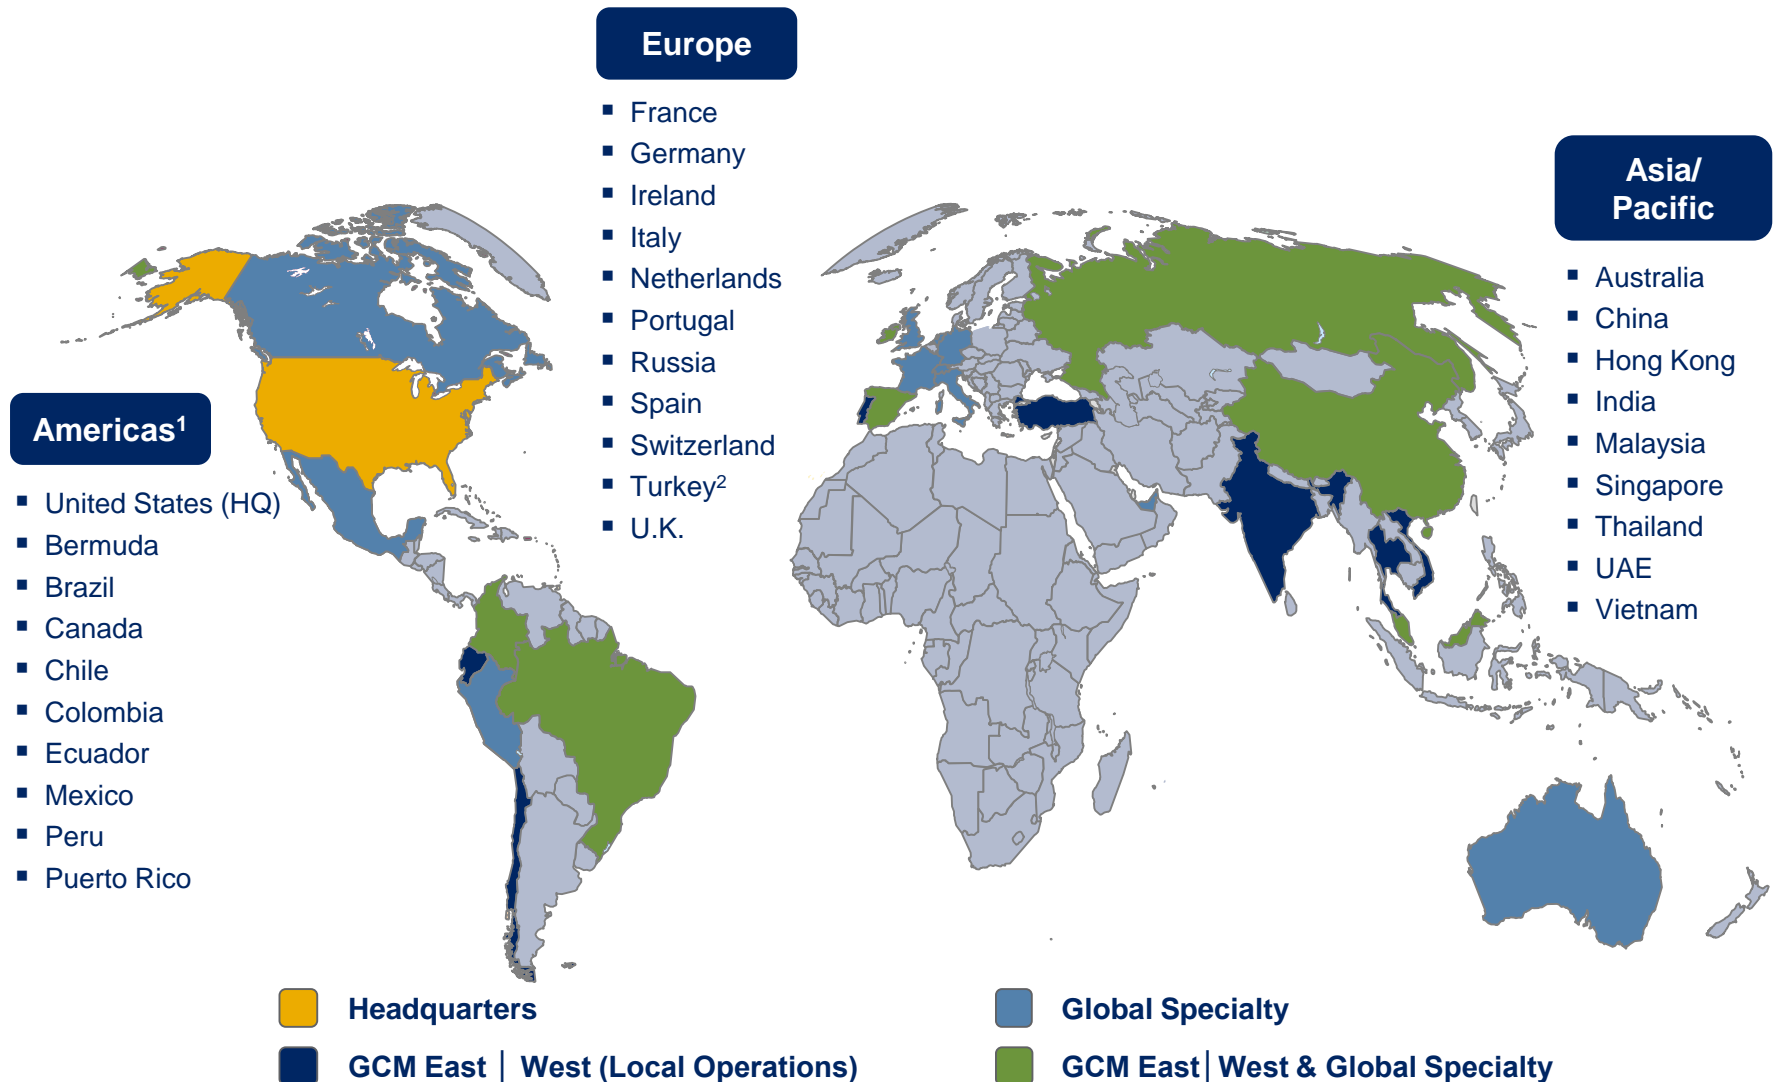 Europe
▪ France
▪ Germany
▪ Ireland
▪ Italy
▪ Netherlands
▪ Portugal
▪ Russia
▪ Spain
▪ Switzerland
▪ Turkey²
▪ U.K.
Asia/
Pacific
▪ Australia
▪ China
▪ Hong Kong
▪ India
▪ Malaysia
▪ Singapore
▪ Thailand
▪ UAE
▪ Vietnam
Americas¹
▪ United States (HQ)
▪ Bermuda
▪ Brazil
▪ Canada
▪ Chile
▪ Colombia
▪ Ecuador
▪ Mexico
▪ Peru
▪ Puerto Rico
Headquarters
Global Specialty
GCM East | West (Local Operations)
GCM East | West & Global Specialty